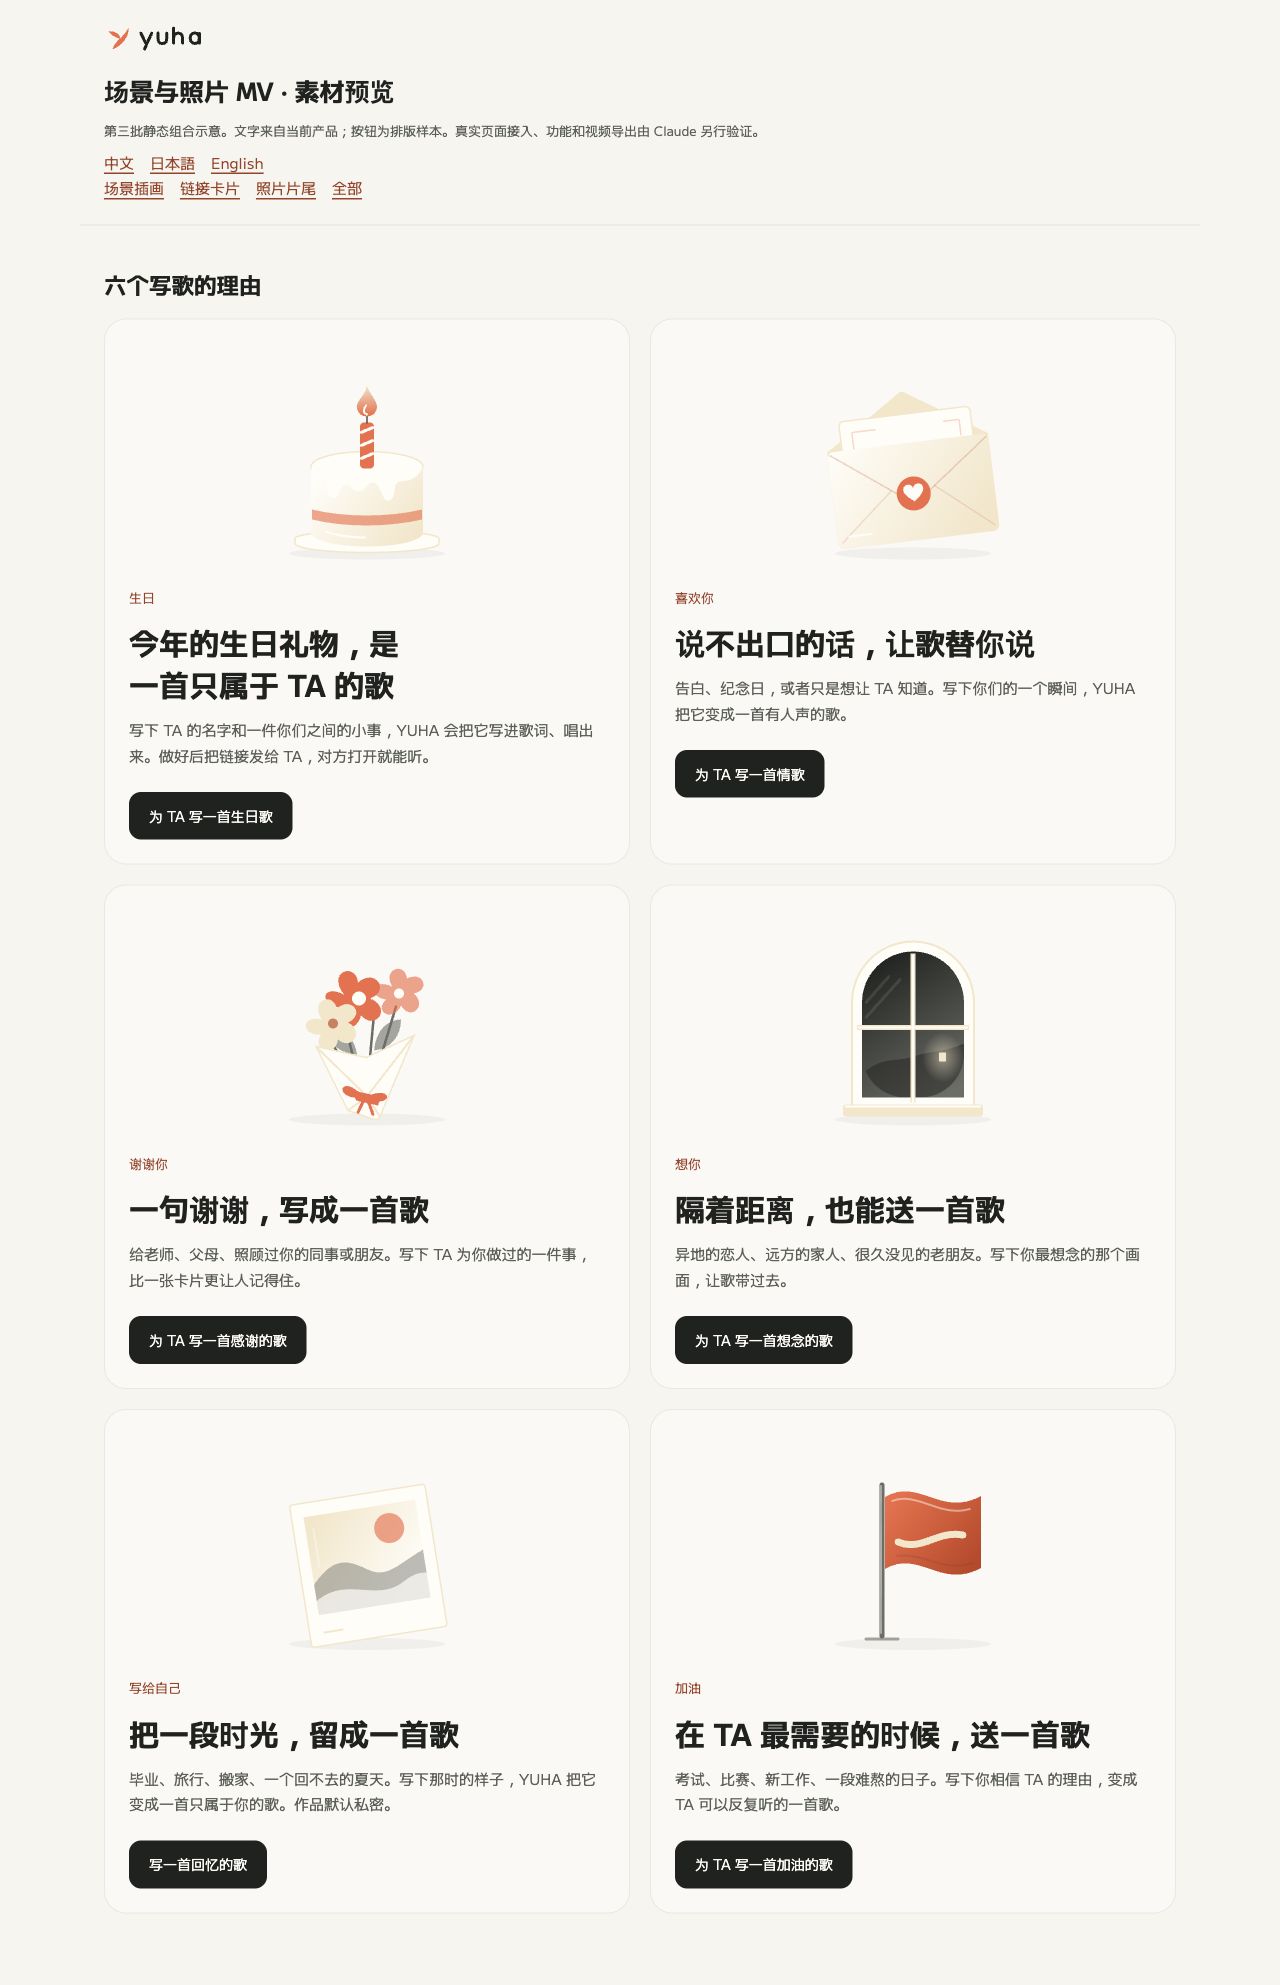 yuha
场景与照片 MV · 素材预览
第三批静态组合示意。文字来自当前产品；按钮为排版样本。真实页面接入、功能和视频导出由 Claude 另行验证。
中文 日本語 English
场景插画 链接卡片 照片片尾 全部
六个写歌的理由
生日
今年的生日礼物，是
一首只属于 TA 的歌
写下 TA 的名字和一件你们之间的小事，YUHA 会把它写进歌词、唱出
来。做好后把链接发给 TA，对方打开就能听。
为 TA 写一首生日歌
喜欢你
说不出口的话，让歌替你说
告白、纪念日，或者只是想让 TA 知道。写下你们的一个瞬间，YUHA
把它变成一首有人声的歌。
为 TA 写一首情歌
谢谢你
一句谢谢，写成一首歌
给老师、父母、照顾过你的同事或朋友。写下 TA 为你做过的一件事，
比一张卡片更让人记得住。
为 TA 写一首感谢的歌
想你
隔着距离，也能送一首歌
异地的恋人、远方的家人、很久没见的老朋友。写下你最想念的那个画
面，让歌带过去。
为 TA 写一首想念的歌
写给自己
把一段时光，留成一首歌
毕业、旅行、搬家、一个回不去的夏天。写下那时的样子，YUHA 把它
变成一首只属于你的歌。作品默认私密。
写一首回忆的歌
加油
在 TA 最需要的时候，送一首歌
考试、比赛、新工作、一段难熬的日子。写下你相信 TA 的理由，变成
TA 可以反复听的一首歌。
为 TA 写一首加油的歌